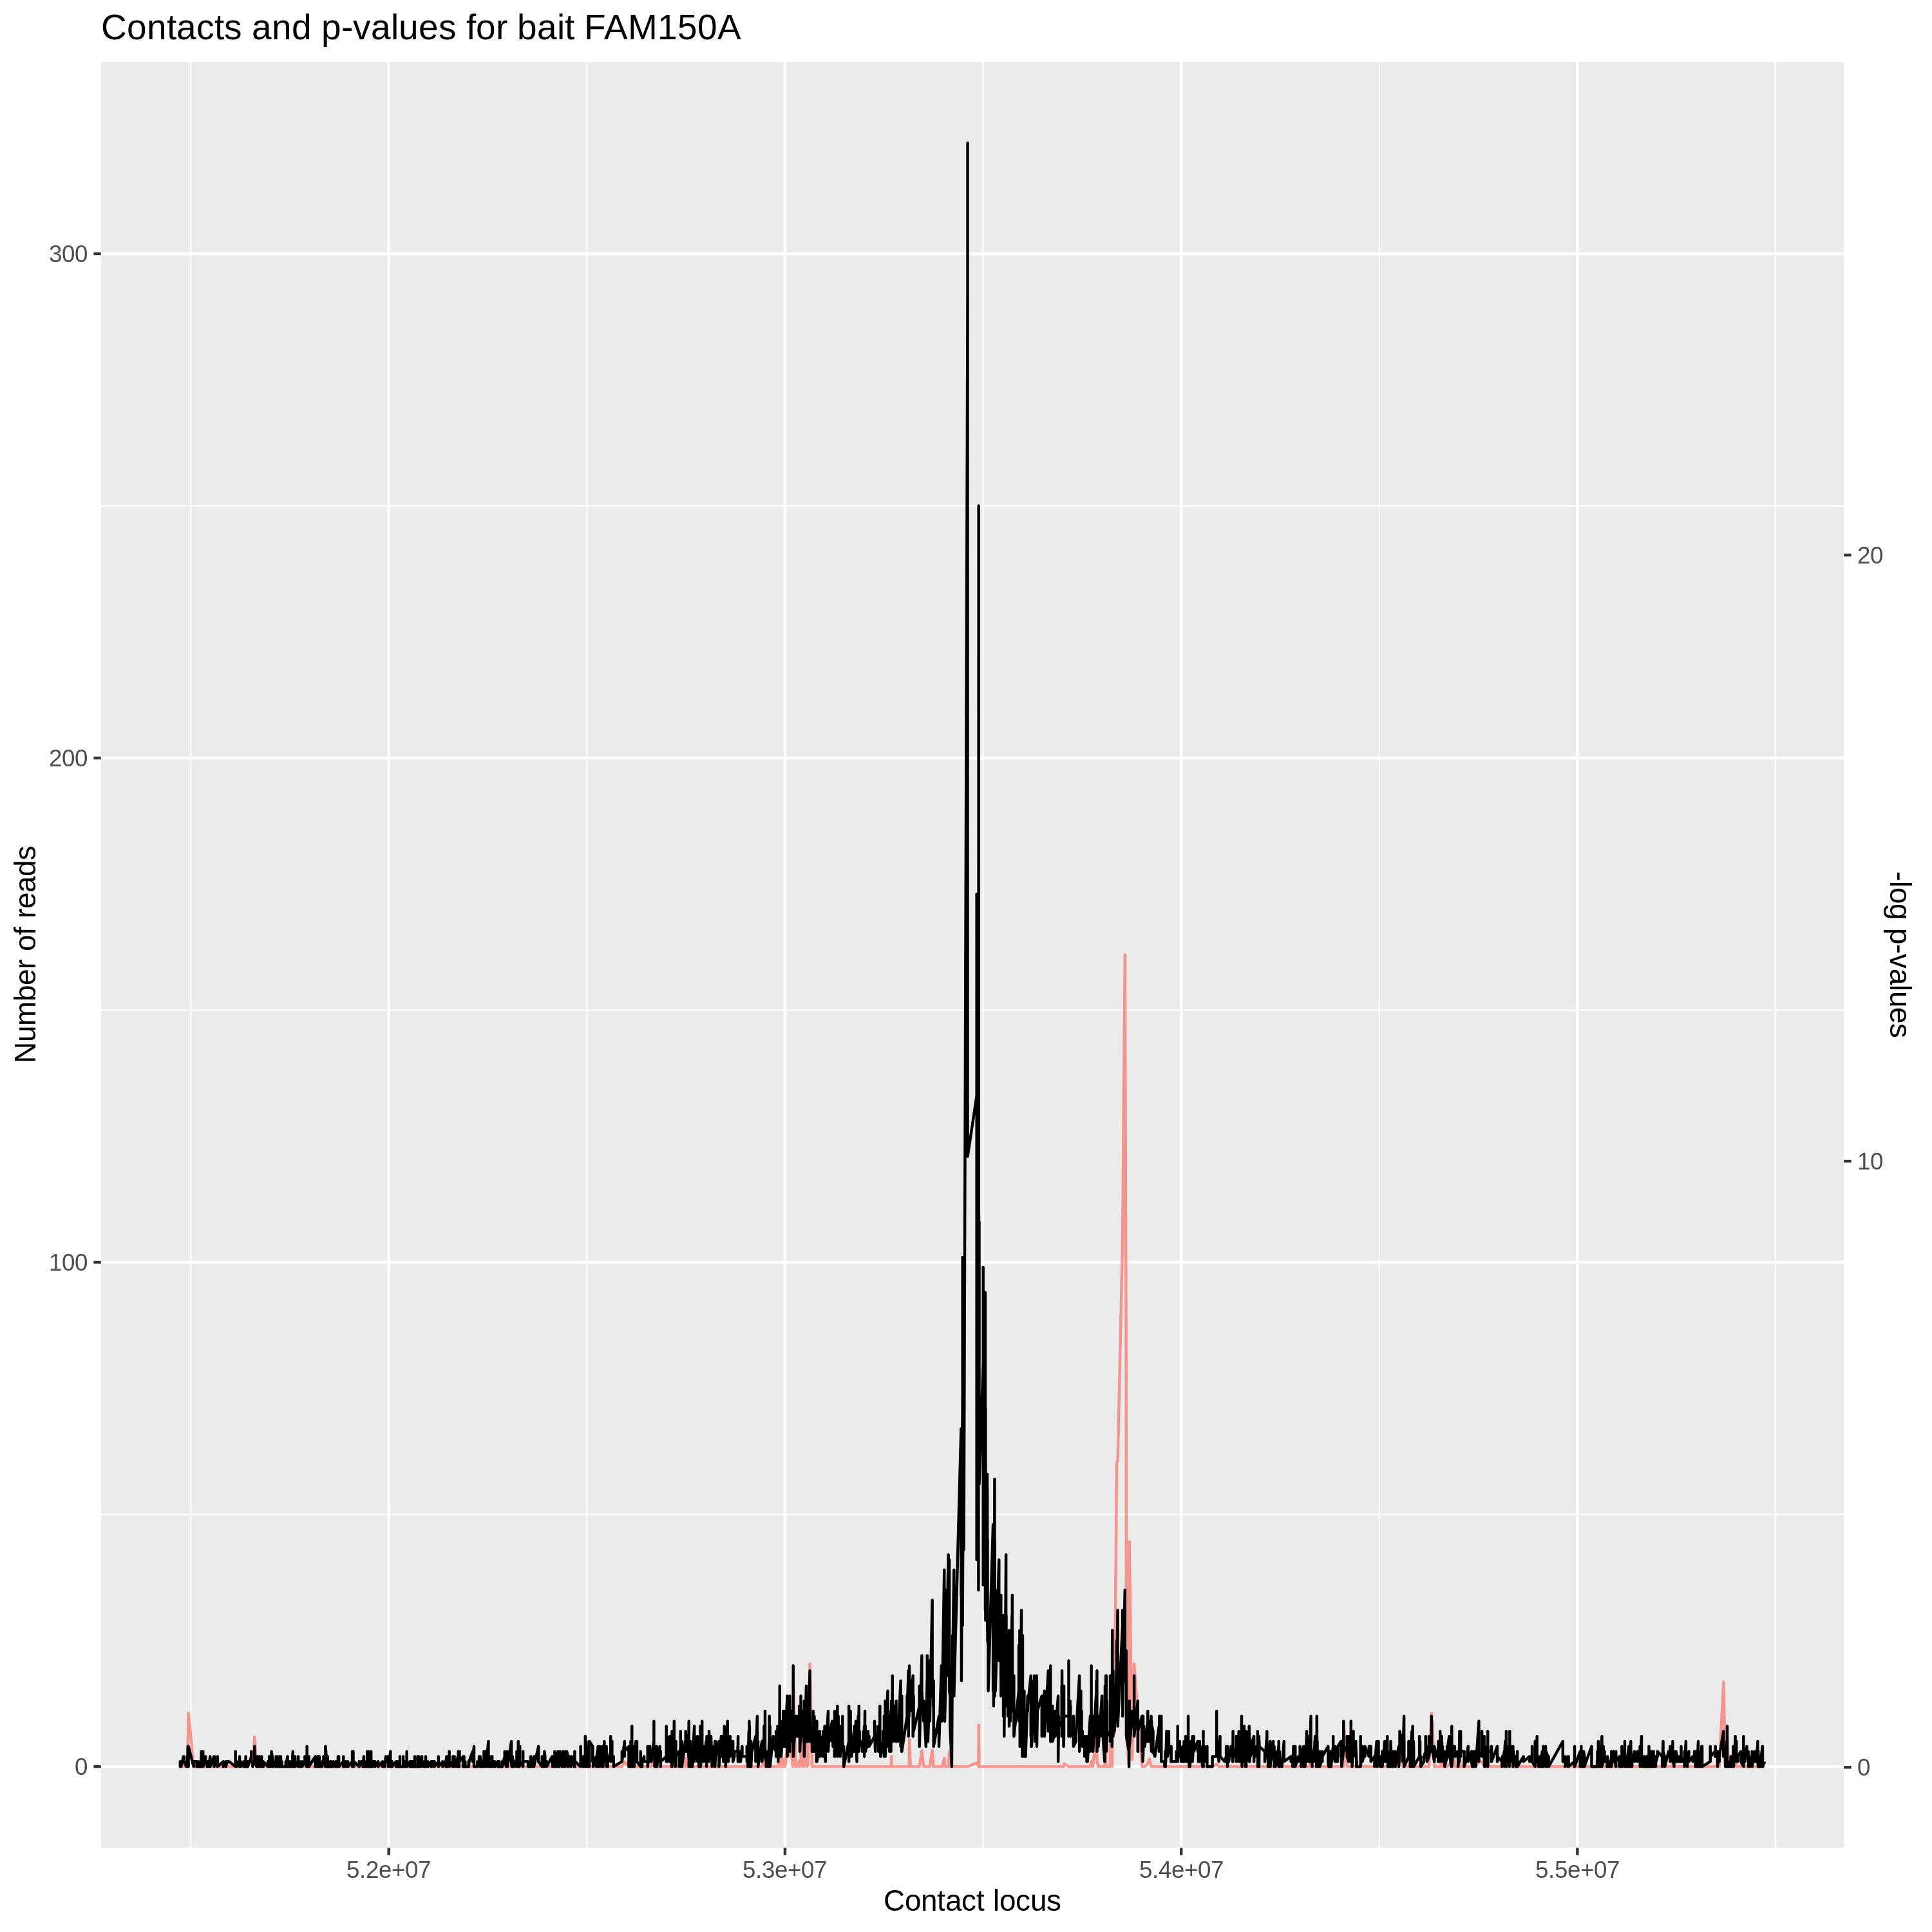 Contacts and p-values for bait FAM150A
Number of reads
300
200
100
0
-log p-values
20
10
0
5.2e+07
5.3e+07
5.4e+07
5.5e+07
Contact locus